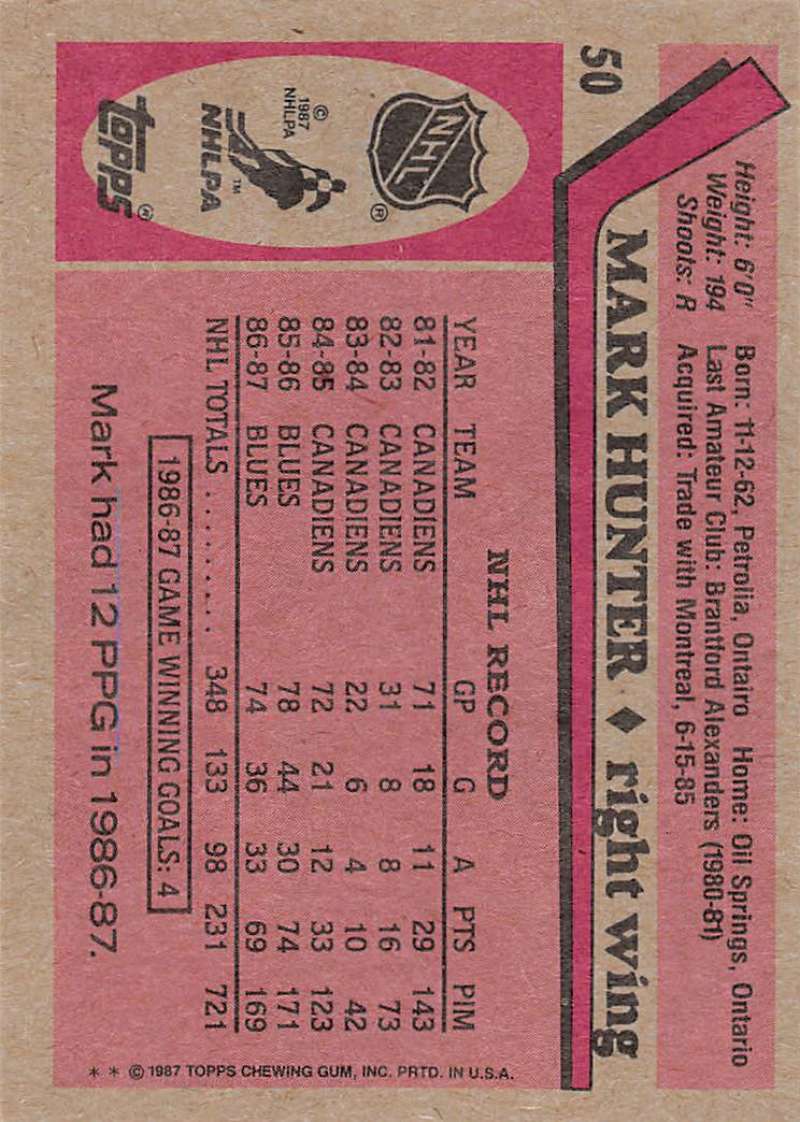 50
Height: 6'0" Born: 11-12-62, Petrolia, Ontairo Home: Oil Springs, Ontario
Weight: 194 Last Amateur Club: Brantford Alexanders (1980-81)
Shoots: R Acquired: Trade with Montreal, 6-15-85
MARK HUNTER ♦ right wing
NHL
®
© 1987
NHLPA
NHLPA
™
topps
®
NHL RECORD
YEAR TEAM GP G A PTS PIM
81-82 CANADIENS 71 18 11 29 143
82-83 CANADIENS 31 8 8 16 73
83-84 CANADIENS 22 6 4 10 42
84-85 CANADIENS 72 21 12 33 123
85-86 BLUES 78 44 30 74 171
86-87 BLUES 74 36 33 69 169
NHL TOTALS .......... 348 133 98 231 721
1986-87 GAME WINNING GOALS: 4
Mark had 12 PPG in 1986-87.
* * © 1987 TOPPS CHEWING GUM, INC. PRTD. IN U.S.A.